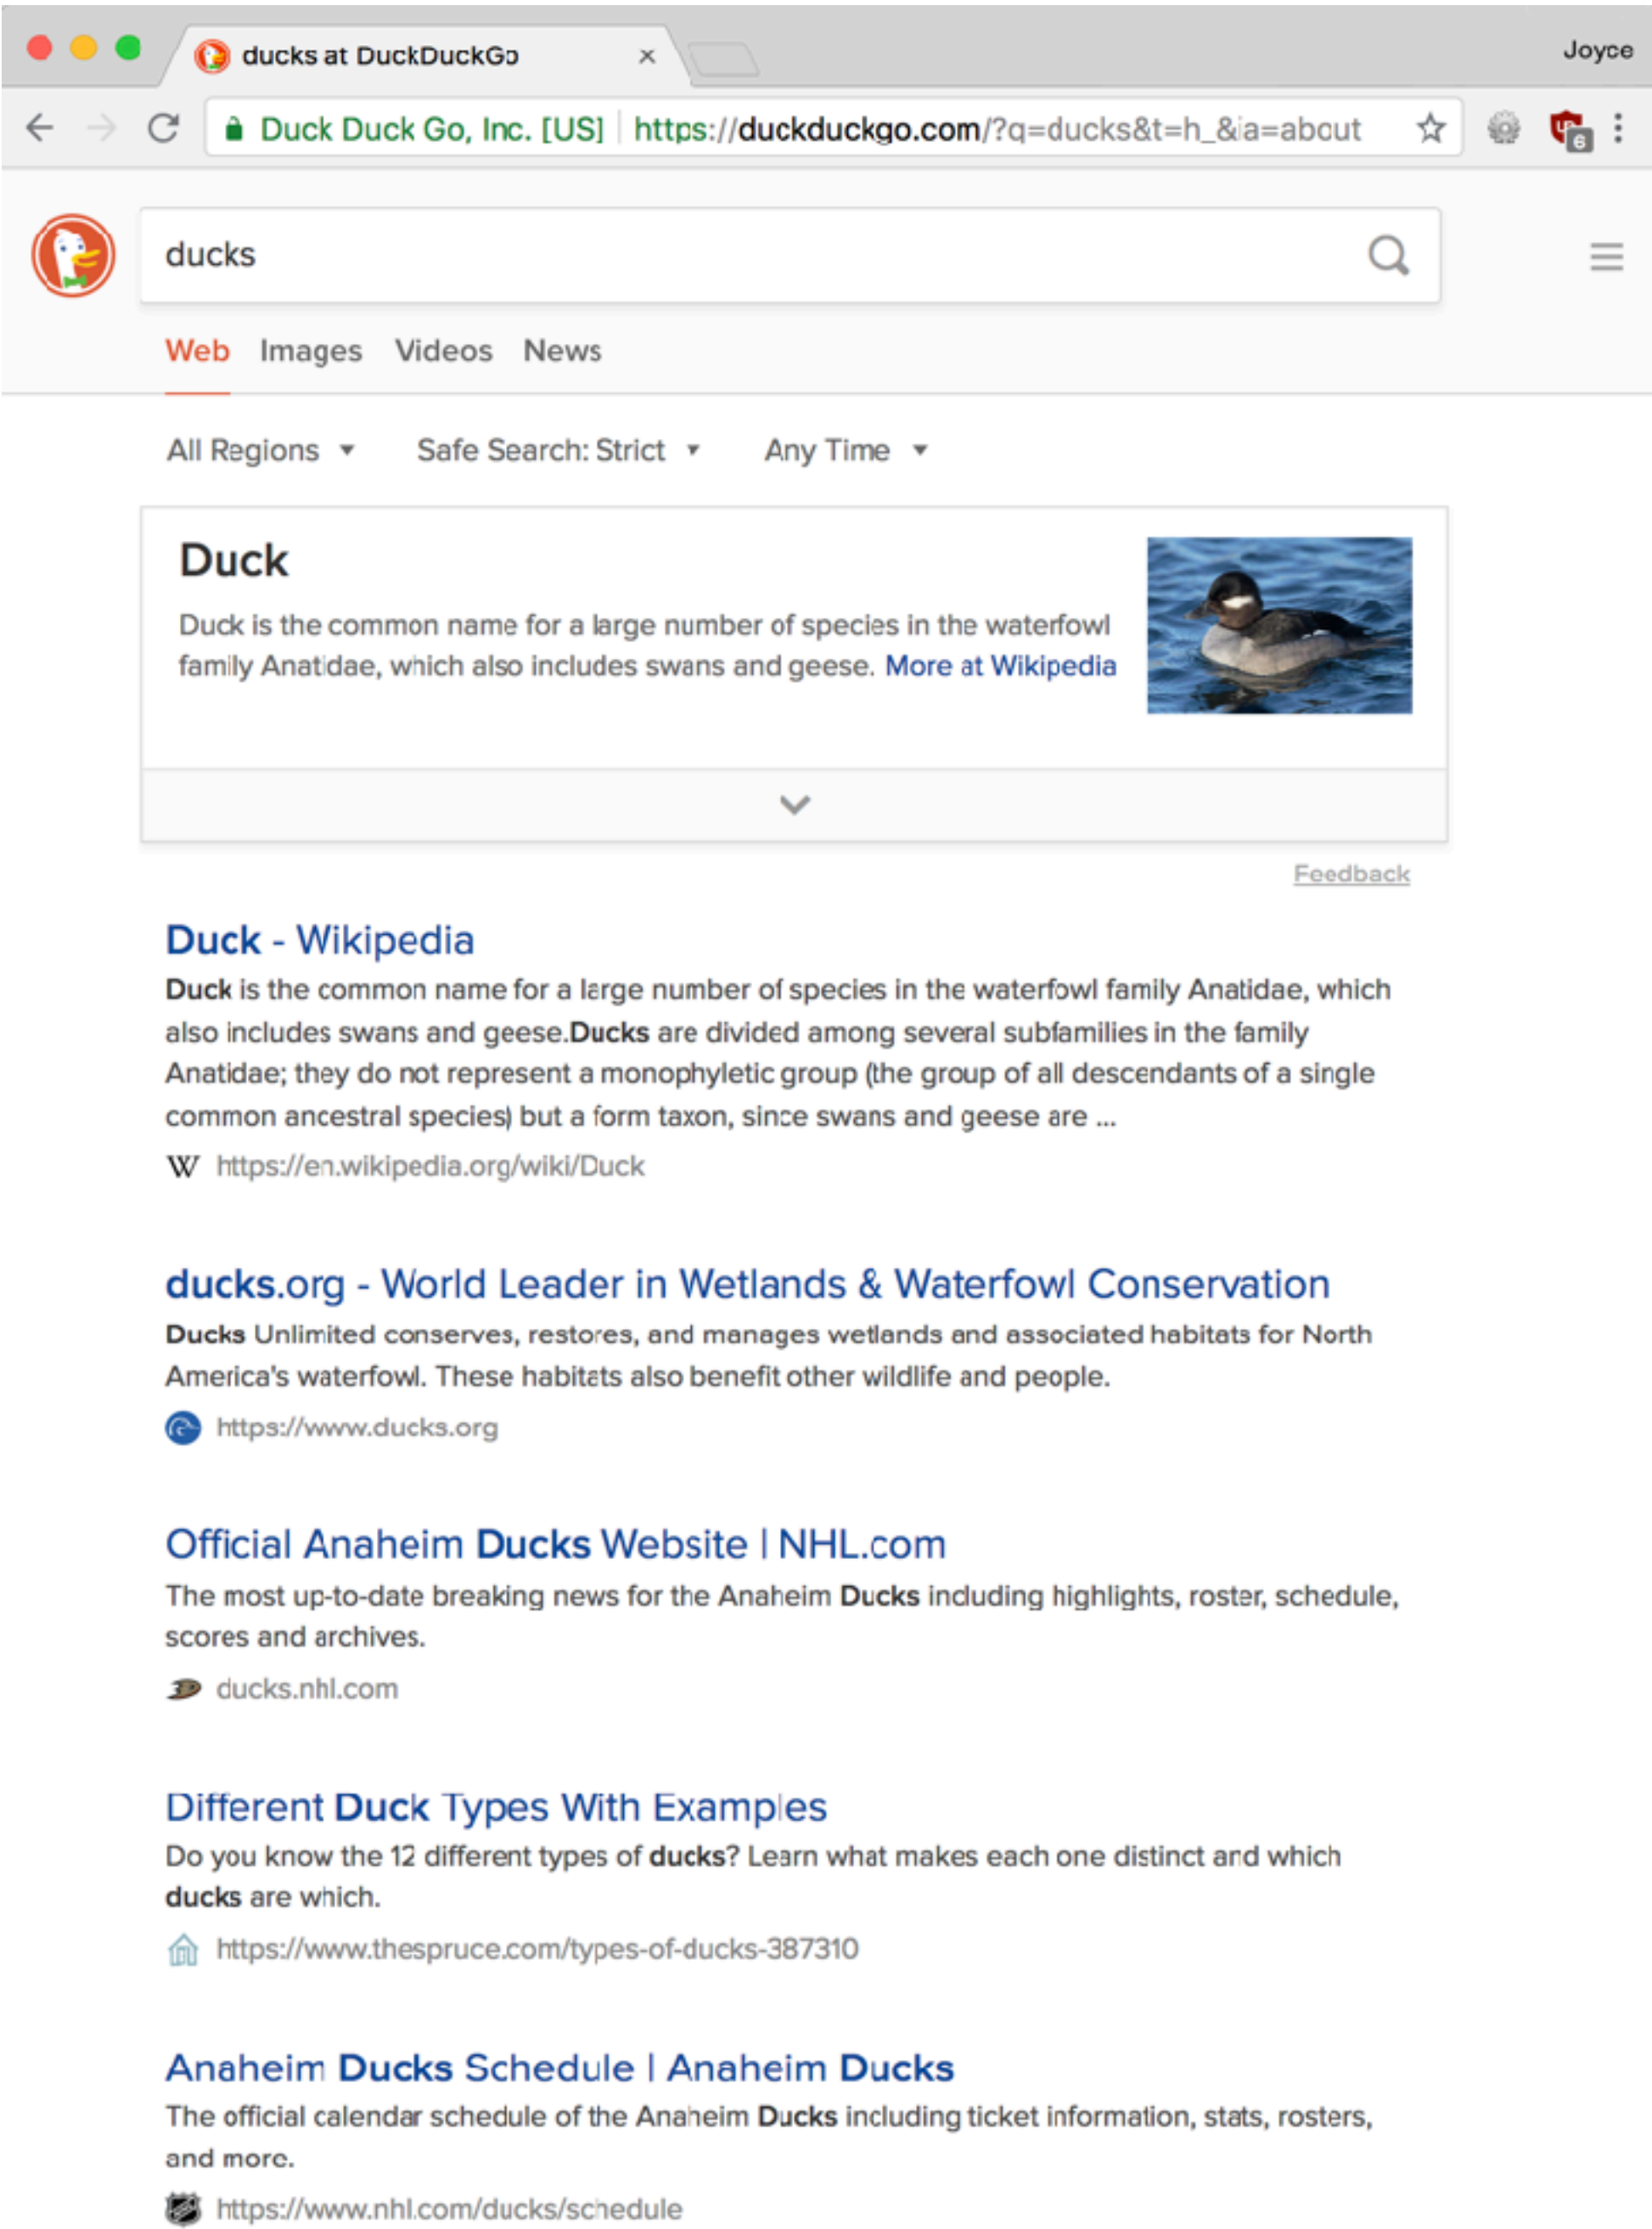 ducks at DuckDuckGo
Joyce
Duck Duck Go, Inc. [US] https://duckduckgo.com/?q=ducks&t=h_&ia=about
6
ducks
Web Images Videos News
All Regions Safe Search: Strict Any Time
Duck
Duck is the common name for a large number of species in the waterfowl
family Anatidae, which also includes swans and geese. More at Wikipedia
Feedback
Duck - Wikipedia
Duck is the common name for a large number of species in the waterfowl family Anatidae, which
also includes swans and geese.Ducks are divided among several subfamilies in the family
Anatidae; they do not represent a monophyletic group (the group of all descendants of a single
common ancestral species) but a form taxon, since swans and geese are ...
W https://en.wikipedia.org/wiki/Duck
ducks.org - World Leader in Wetlands & Waterfowl Conservation
Ducks Unlimited conserves, restores, and manages wetlands and associated habitats for North
America's waterfowl. These habitats also benefit other wildlife and people.
https://www.ducks.org
Official Anaheim Ducks Website | NHL.com
The most up-to-date breaking news for the Anaheim Ducks including highlights, roster, schedule,
scores and archives.
ducks.nhl.com
Different Duck Types With Examples
Do you know the 12 different types of ducks? Learn what makes each one distinct and which
ducks are which.
https://www.thespruce.com/types-of-ducks-387310
Anaheim Ducks Schedule | Anaheim Ducks
The official calendar schedule of the Anaheim Ducks including ticket information, stats, rosters,
and more.
https://www.nhl.com/ducks/schedule